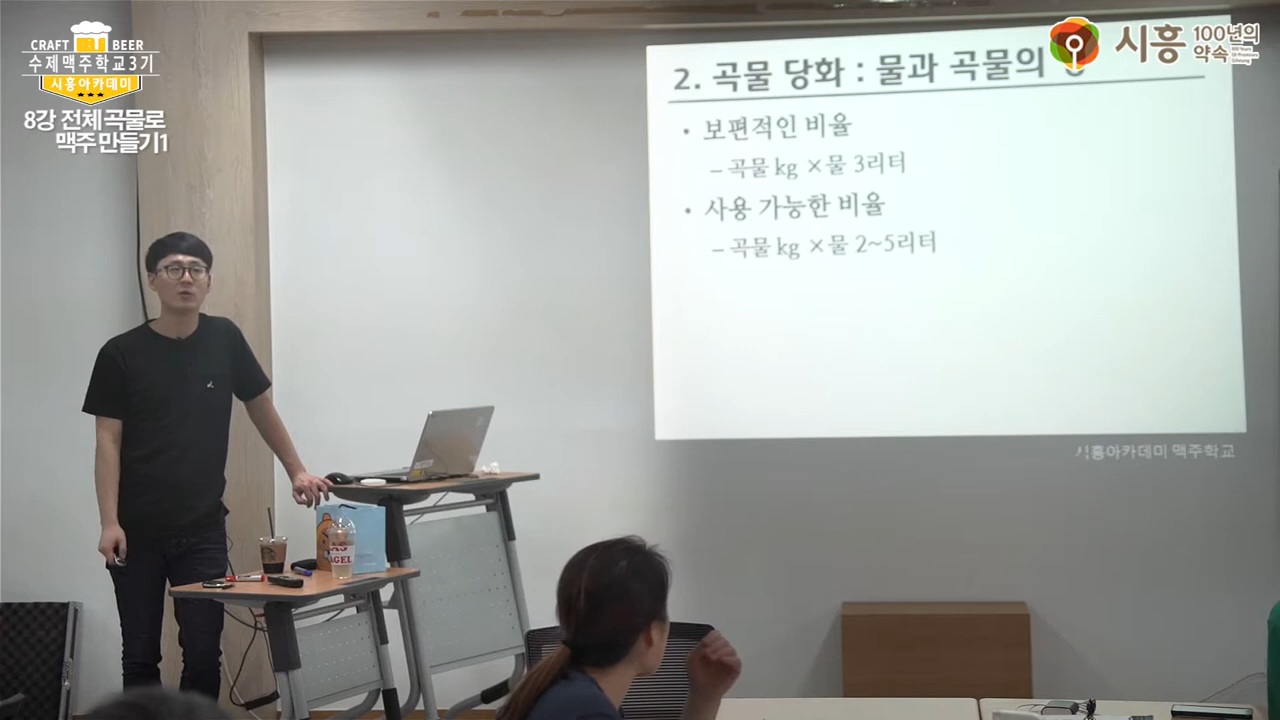 CRAFT BEER
수제맥주학교3기
시흥아카데미
8강 전체 곡물로
맥주 만들기1
시흥 100년의
약속
2. 곡물 당화 : 물과 곡물의
• 보편적인 비율
– 곡물 kg × 물 3리터
• 사용 가능한 비율
– 곡물 kg × 물 2~5리터
시흥아카데미 맥주학교